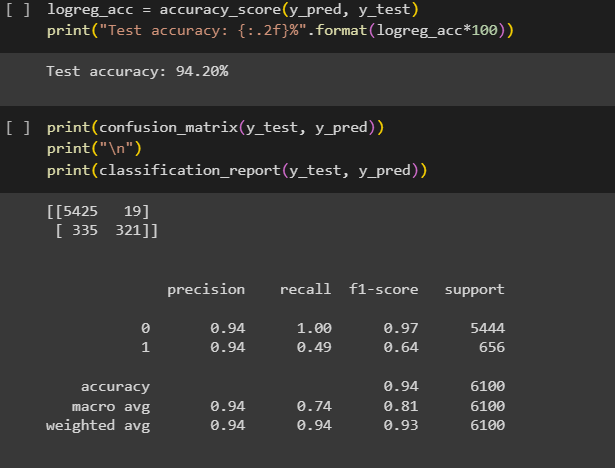 [ ] logreg_acc = accuracy_score(y_pred, y_test)
print("Test accuracy: {:.2f}%".format(logreg_acc*100))
Test accuracy: 94.20%
[ ] print(confusion_matrix(y_test, y_pred))
print("\n")
print(classification_report(y_test, y_pred))
[[5425   19]
 [ 335  321]]
precision    recall  f1-score   support
0       0.94      1.00      0.97      5444
1       0.94      0.49      0.64       656
accuracy                           0.94      6100
macro avg       0.94      0.74      0.81      6100
weighted avg       0.94      0.94      0.93      6100